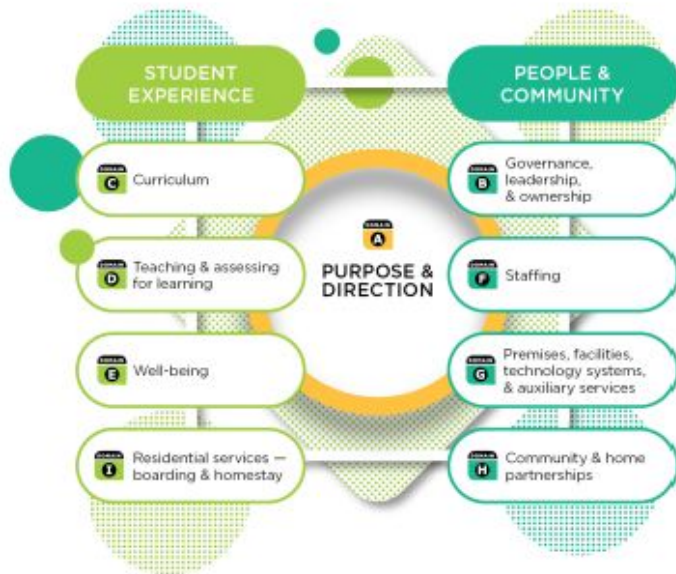 STUDENT
EXPERIENCE
DOMAIN
C
Curriculum
DOMAIN
D
Teaching & assessing
for learning
DOMAIN
E
Well-being
DOMAIN
I
Residential services —
boarding & homestay
DOMAIN
A
PURPOSE &
DIRECTION
PEOPLE &
COMMUNITY
DOMAIN
B
Governance,
leadership,
& ownership
DOMAIN
F
Staffing
DOMAIN
G
Premises, facilities,
technology systems,
& auxiliary services
DOMAIN
H
Community & home
partnerships